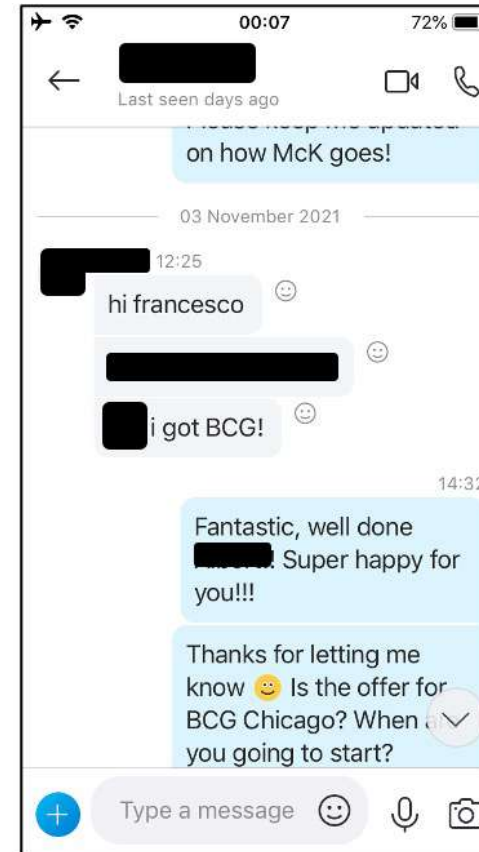 00:07
72%
Last seen days ago
on how McK goes!
03 November 2021
12:25
hi francesco
i got BCG!
14:32
Fantastic, well done
! Super happy for
you!!!
Thanks for letting me
know 🙂 Is the offer for
BCG Chicago? When
you going to start?
Type a message